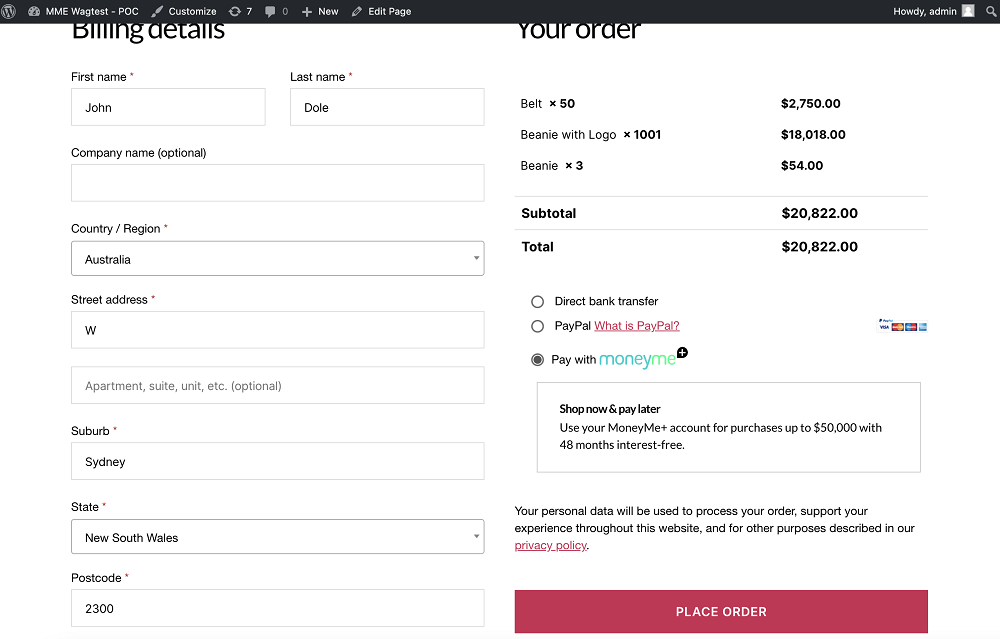 MME Wagtest - POC Customize 7 0 New Edit Page Howdy, admin
Billing details
First name * Last name *
John Dole
Company name (optional)
Country / Region *
Australia
Street address *
W
Apartment, suite, unit, etc. (optional)
Suburb *
Sydney
State *
New South Wales
Postcode *
2300
Your order
Belt × 50 $2,750.00
Beanie with Logo × 1001 $18,018.00
Beanie × 3 $54.00
Subtotal $20,822.00
Total $20,822.00
Direct bank transfer
PayPal What is PayPal?
PayPal
VISA
Pay with moneyme+
Shop now & pay later
Use your MoneyMe+ account for purchases up to $50,000 with
48 months interest-free.
Your personal data will be used to process your order, support your
experience throughout this website, and for other purposes described in our
privacy policy.
PLACE ORDER